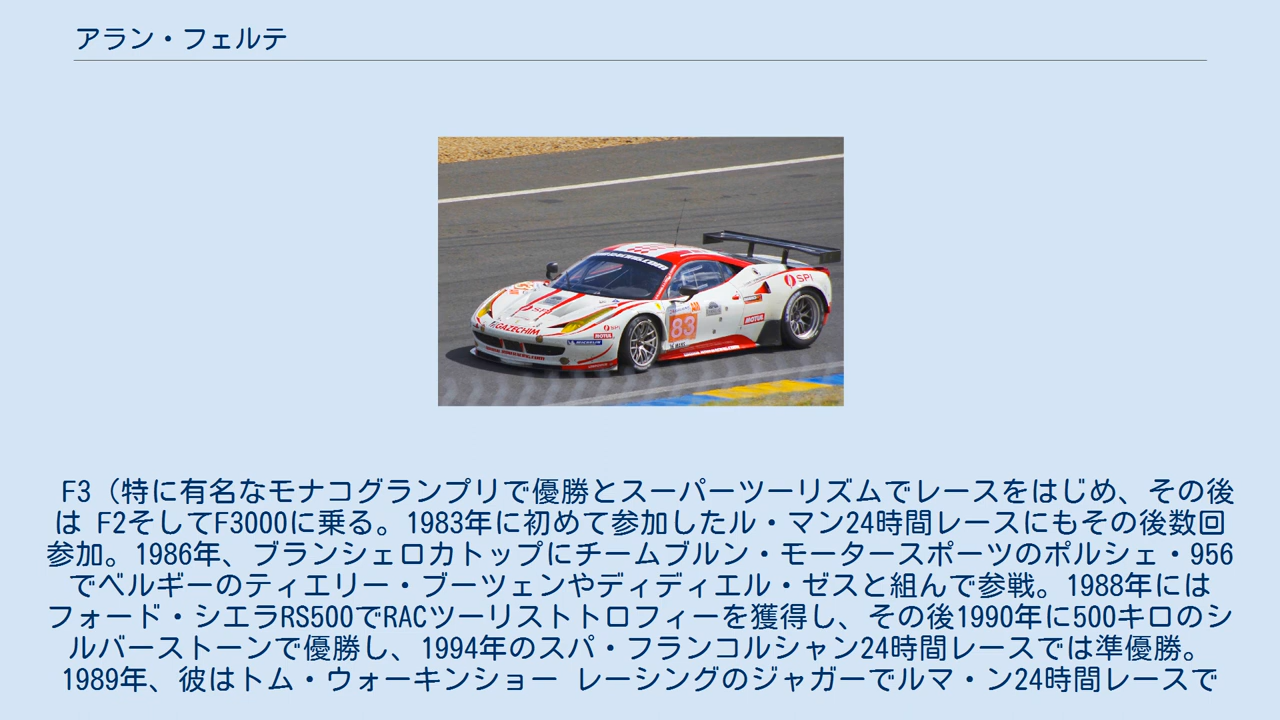 アラン・フェルテ
SPI
SPI
GAZECHIM
MOTUL
MICHELIN
83
MOTUL
F3（特に有名なモナコグランプリで優勝とスーパーツーリズムでレースをはじめ、その後
は F2そしてF3000に乗る。1983年に初めて参加したル・マン24時間レースにもその後数回
参加。1986年、ブランシェロカトップにチームブルン・モータースポーツのポルシェ・956
でベルギーのティエリー・ブーツェンやディディエル・ゼスと組んで参戦。1988年には
フォード・シエラRS500でRACツーリストトロフィーを獲得し、その後1990年に500キロのシ
ルバーストーンで優勝し、1994年のスパ・フランコルシャン24時間レースでは準優勝。
1989年、彼はトム・ウォーキンショー レーシングのジャガーでルマ・ン24時間レースで